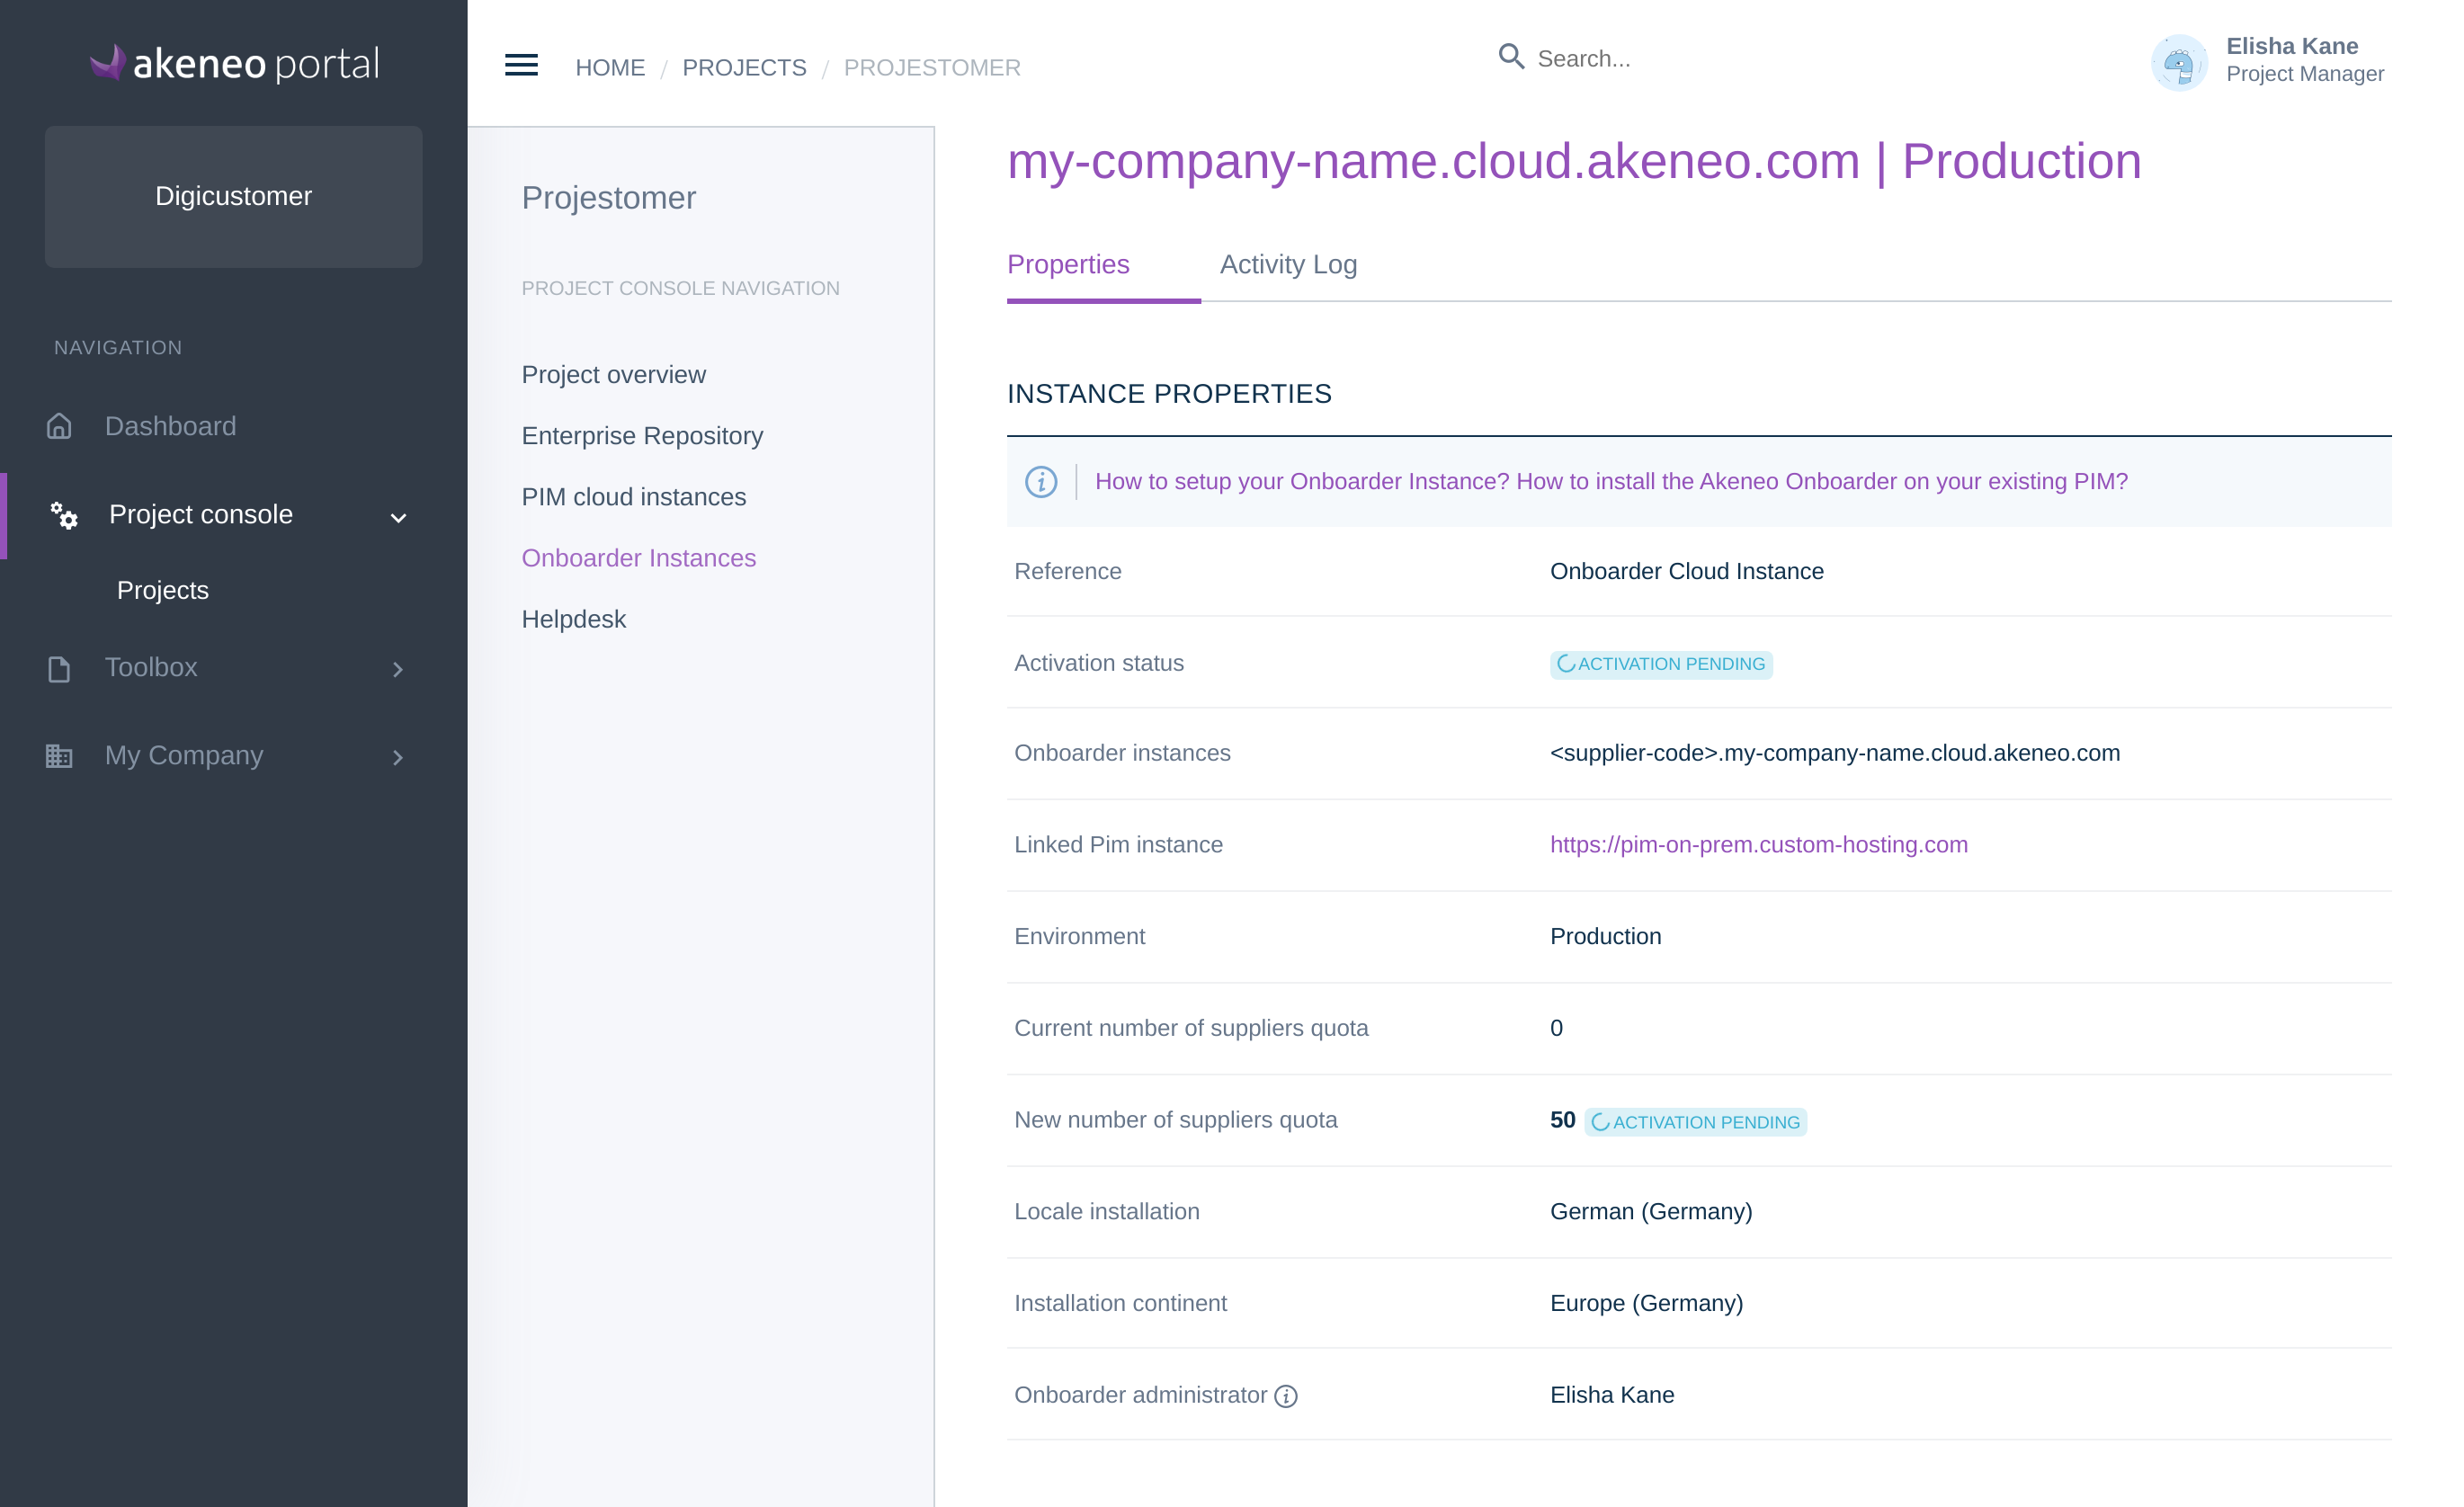 akeneo portal
Digicustomer
NAVIGATION
Dashboard
Project console
Projects
Toolbox
My Company
HOME / PROJECTS / PROJESTOMER
Search...
Elisha Kane
Project Manager
Projestomer
PROJECT CONSOLE NAVIGATION
Project overview
Enterprise Repository
PIM cloud instances
Onboarder Instances
Helpdesk
my-company-name.cloud.akeneo.com | Production
Properties
Activity Log
INSTANCE PROPERTIES
How to setup your Onboarder Instance? How to install the Akeneo Onboarder on your existing PIM?
Reference Onboarder Cloud Instance
Activation status ACTIVATION PENDING
Onboarder instances <supplier-code>.my-company-name.cloud.akeneo.com
Linked Pim instance https://pim-on-prem.custom-hosting.com
Environment Production
Current number of suppliers quota 0
New number of suppliers quota 50 ACTIVATION PENDING
Locale installation German (Germany)
Installation continent Europe (Germany)
Onboarder administrator Elisha Kane